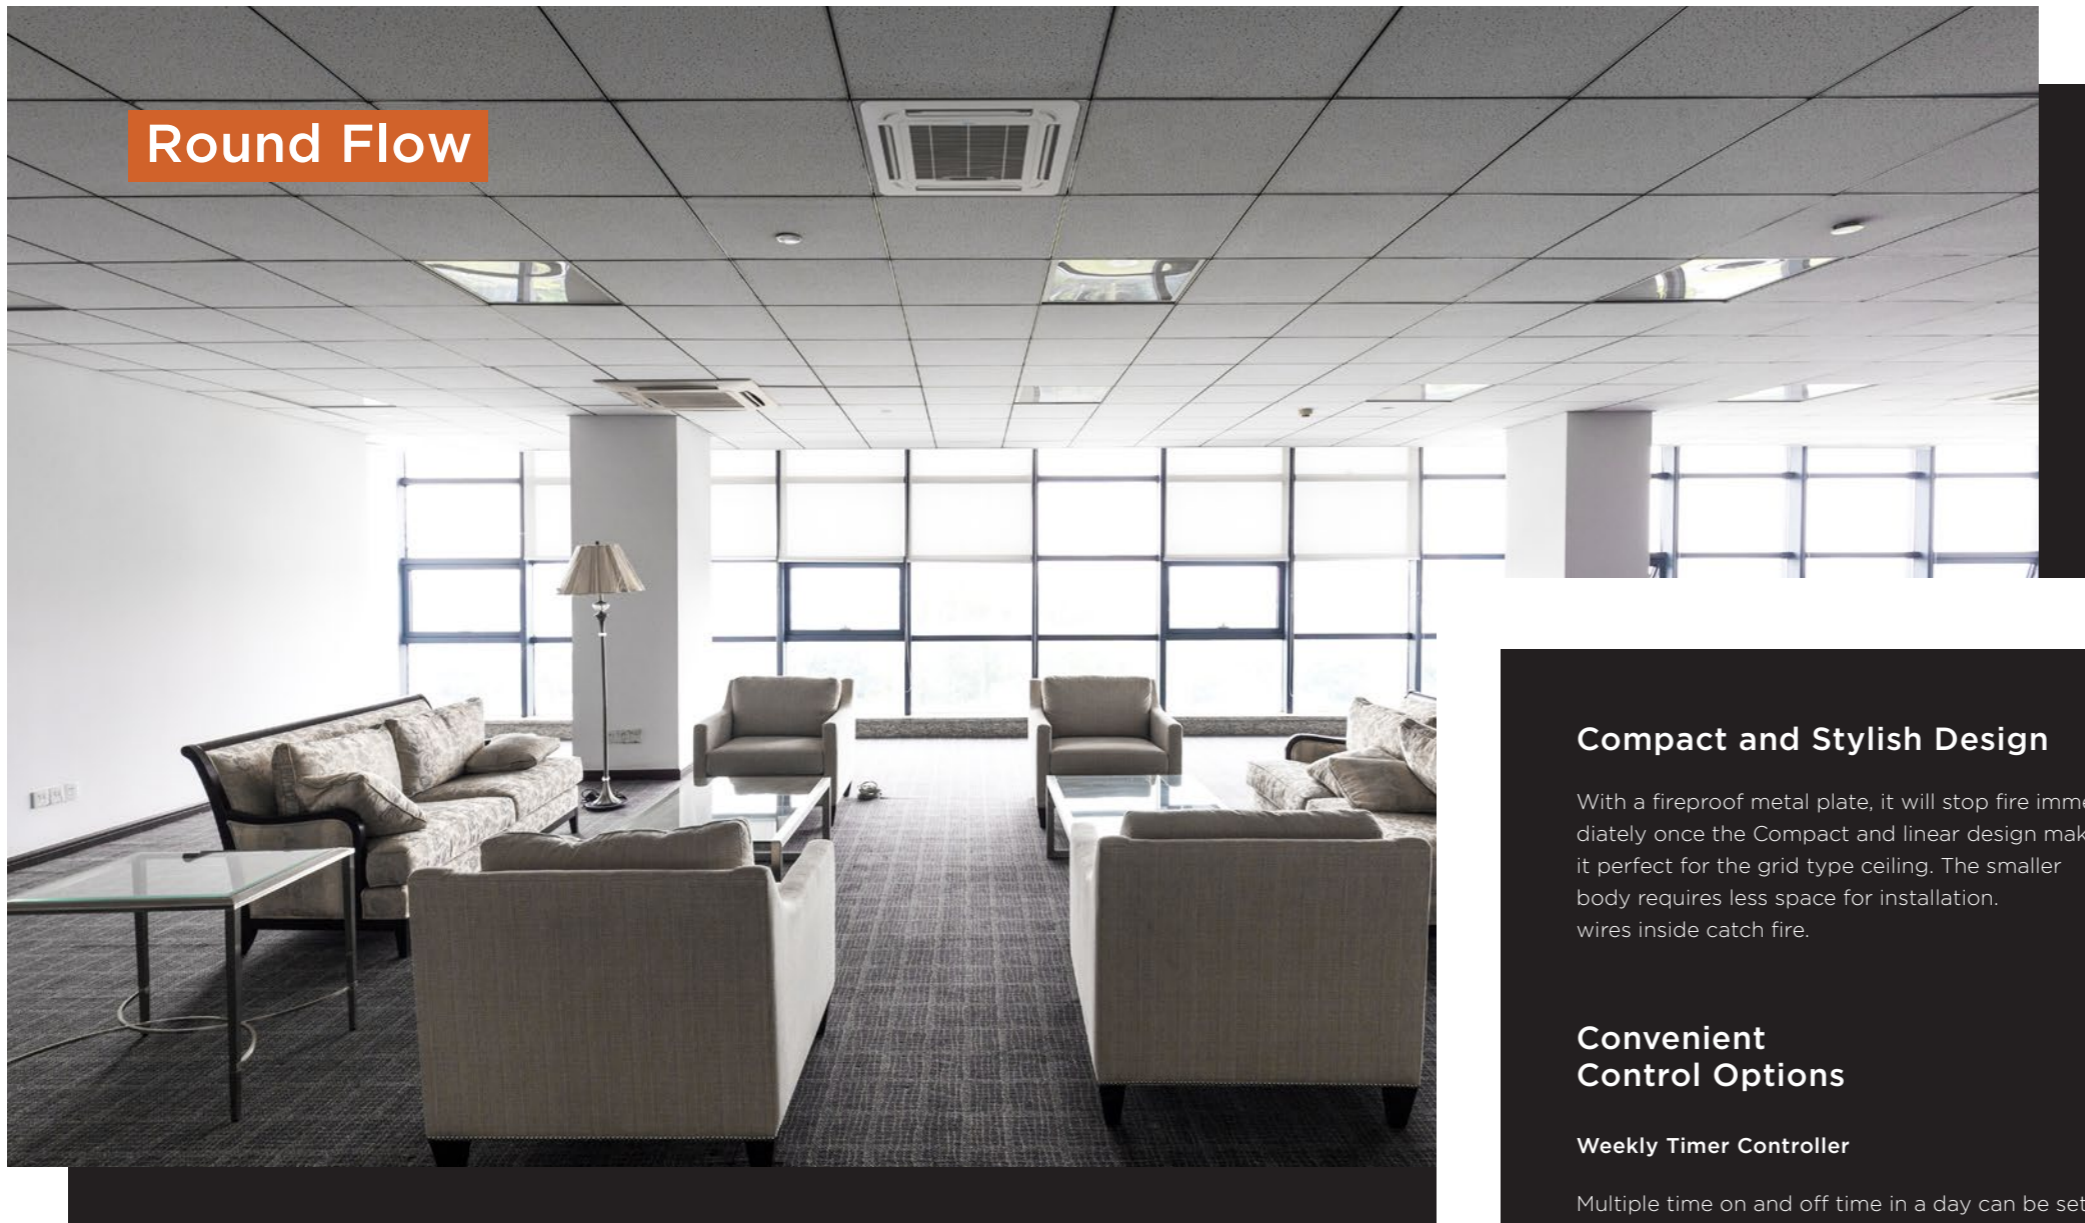 Round Flow
Compact and Stylish Design
With a fireproof metal plate, it will stop fire imme
diately once the Compact and linear design mak
it perfect for the grid type ceiling. The smaller
body requires less space for installation.
wires inside catch fire.
Convenient
Control Options
Weekly Timer Controller
Multiple time on and off time in a day can be set